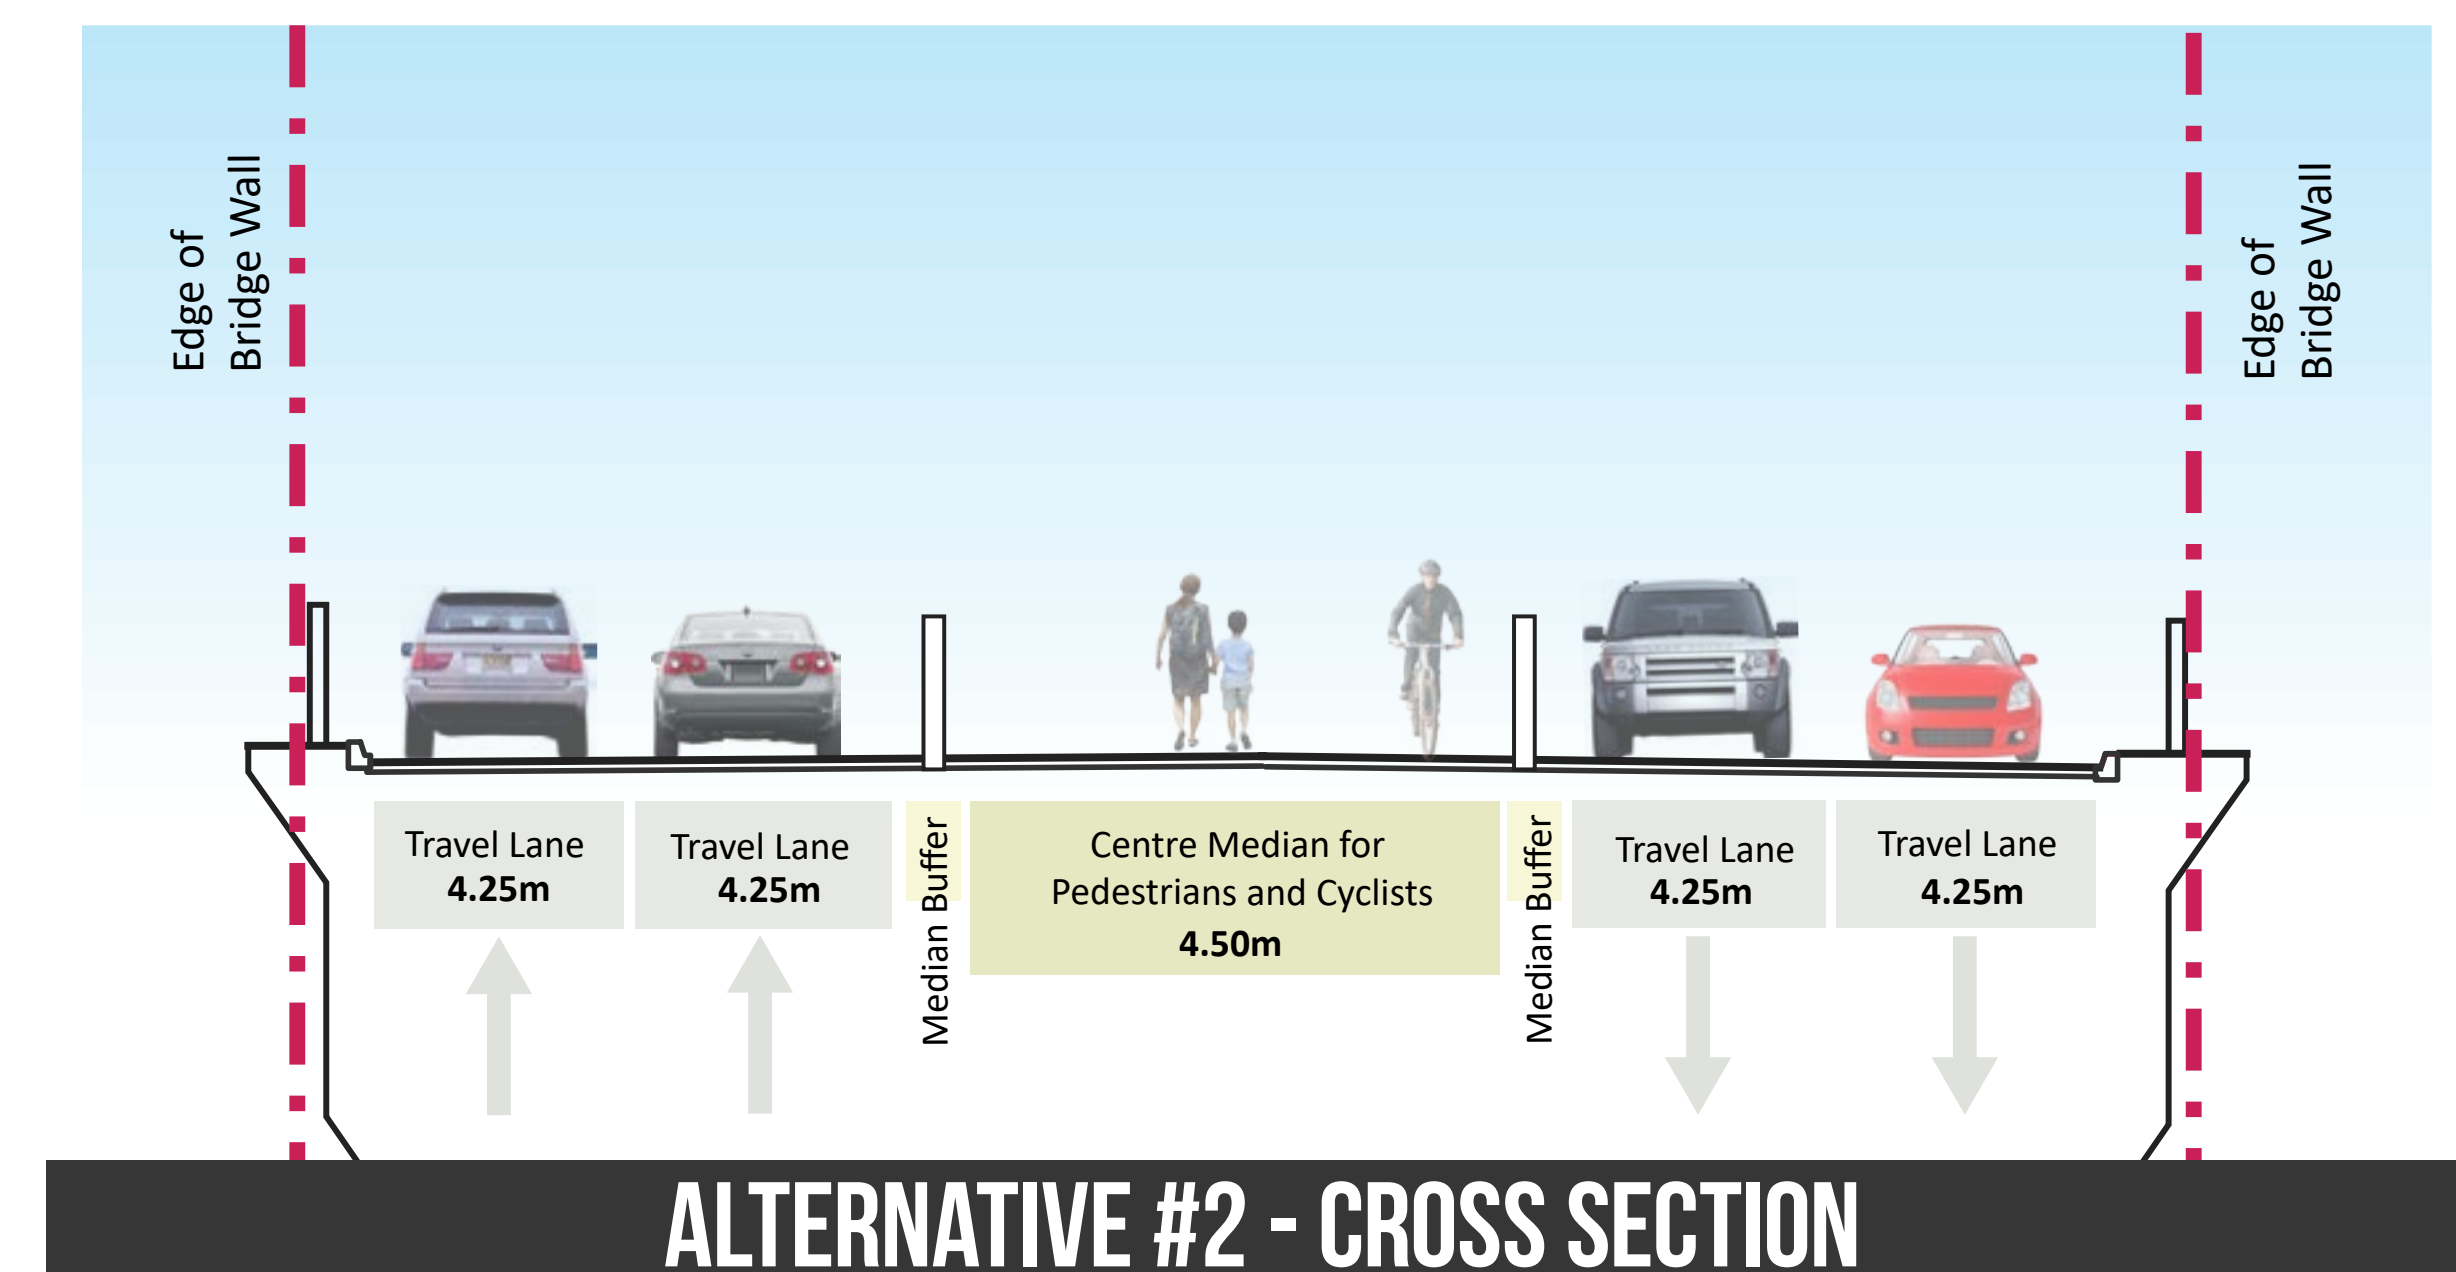 Edge of
Bridge Wall
Edge of
Bridge Wall
Travel Lane
4.25m
Travel Lane
4.25m
Median Buffer
Centre Median for
Pedestrians and Cyclists
4.50m
Median Buffer
Travel Lane
4.25m
Travel Lane
4.25m
ALTERNATIVE #2 - CROSS SECTION